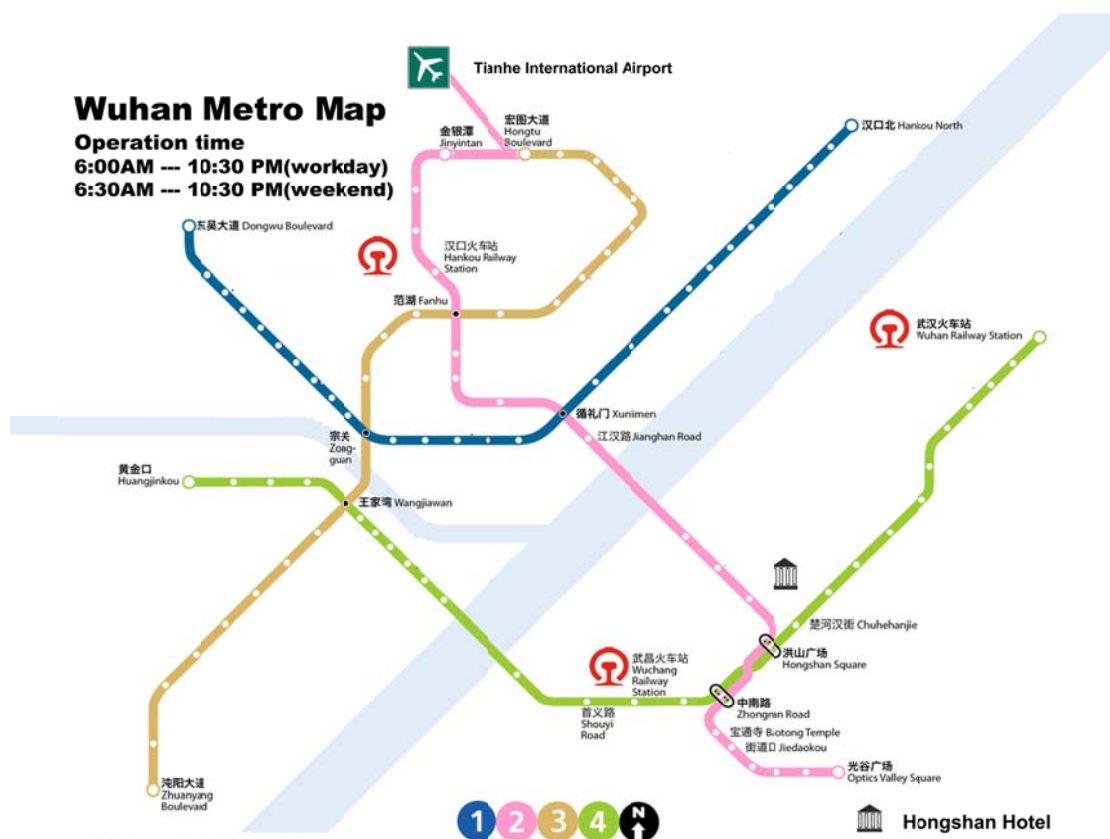 Tianhe International Airport
Wuhan Metro Map
Operation time
6:00AM --- 10:30 PM(workday)
6:30AM --- 10:30 PM(weekend)
金银潭
Jinyintan
宏图大道
Hongtu
Boulevard
汉口北 Hankou North
东吴大道 Dongwu Boulevard
汉口火车站
Hankou Railway
Station
范湖 Fanhu
武汉火车站
Wuhan Railway Station
循礼门 Xunlimen
江汉路 Jianghan Road
宗关
Zong-
guan
黄金口
Huangjinkou
王家湾 Wangjiawan
楚河汉街 Chuhehanjie
洪山广场
Hongshan Square
武昌火车站
Wuchang
Railway
Station
首义路
Shouyi
Road
中南路
Zhongnan Road
宝通寺 Baotong Temple
街道口 Jiedaokou
光谷广场
Optics Valley Square
沌阳大道
Zhuanyang
Boulevard
1 2 3 4 N
Hongshan Hotel